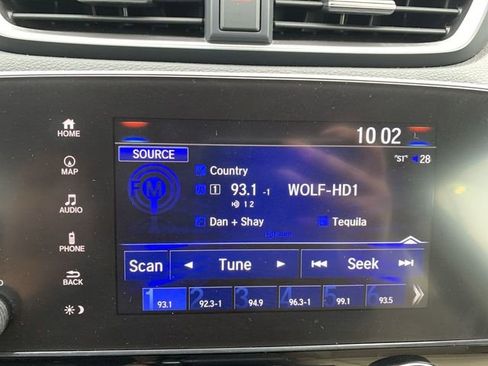 HOME
MAP
AUDIO
PHONE
BACK
10 02
SOURCE
"ST" 28
FM
Country
1 93.1 -1 WOLF-HD1
1 2
Dan + Shay Tequila
Scan Tune Seek
1 93.1 2 92.3-1 3 94.9 4 96.3-1 5 99.1 6 93.5